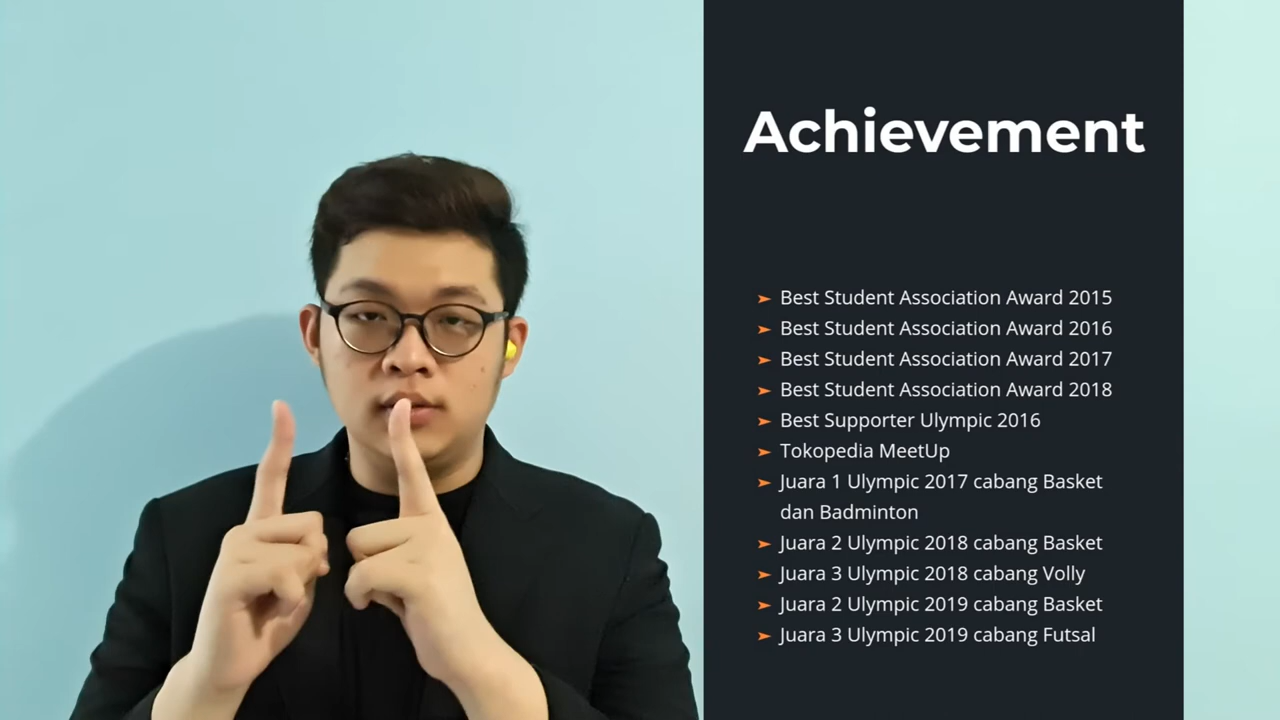 Achievement
Best Student Association Award 2015
Best Student Association Award 2016
Best Student Association Award 2017
Best Student Association Award 2018
Best Supporter Ulympic 2016
Tokopedia MeetUp
Juara 1 Ulympic 2017 cabang Basket
dan Badminton
Juara 2 Ulympic 2018 cabang Basket
Juara 3 Ulympic 2018 cabang Volly
Juara 2 Ulympic 2019 cabang Basket
Juara 3 Ulympic 2019 cabang Futsal